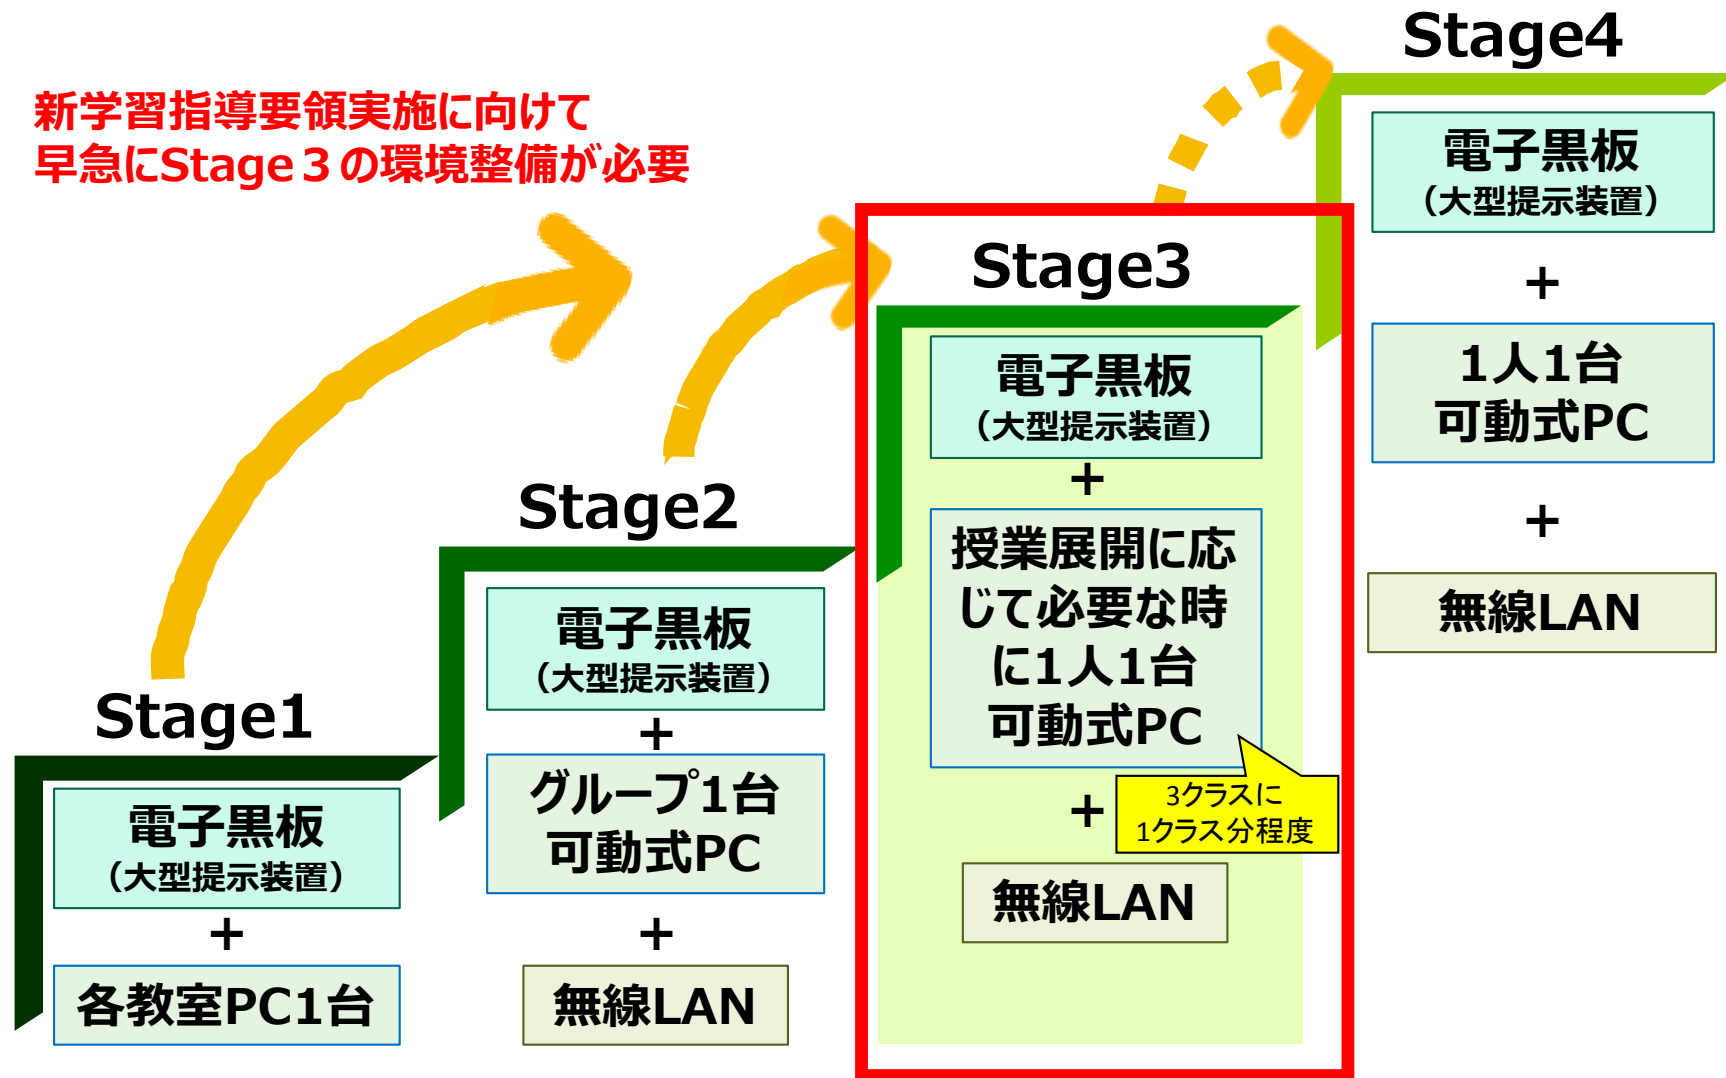 新学習指導要領実施に向けて
早急にStage３の環境整備が必要
Stage1
電子黒板
（大型提示装置）
+
各教室PC1台
Stage2
電子黒板
（大型提示装置）
+
グループ1台
可動式PC
+
無線LAN
Stage3
電子黒板
（大型提示装置）
+
授業展開に応
じて必要な時
に1人1台
可動式PC
3クラスに
1クラス分程度
+
無線LAN
Stage4
電子黒板
（大型提示装置）
+
1人1台
可動式PC
+
無線LAN